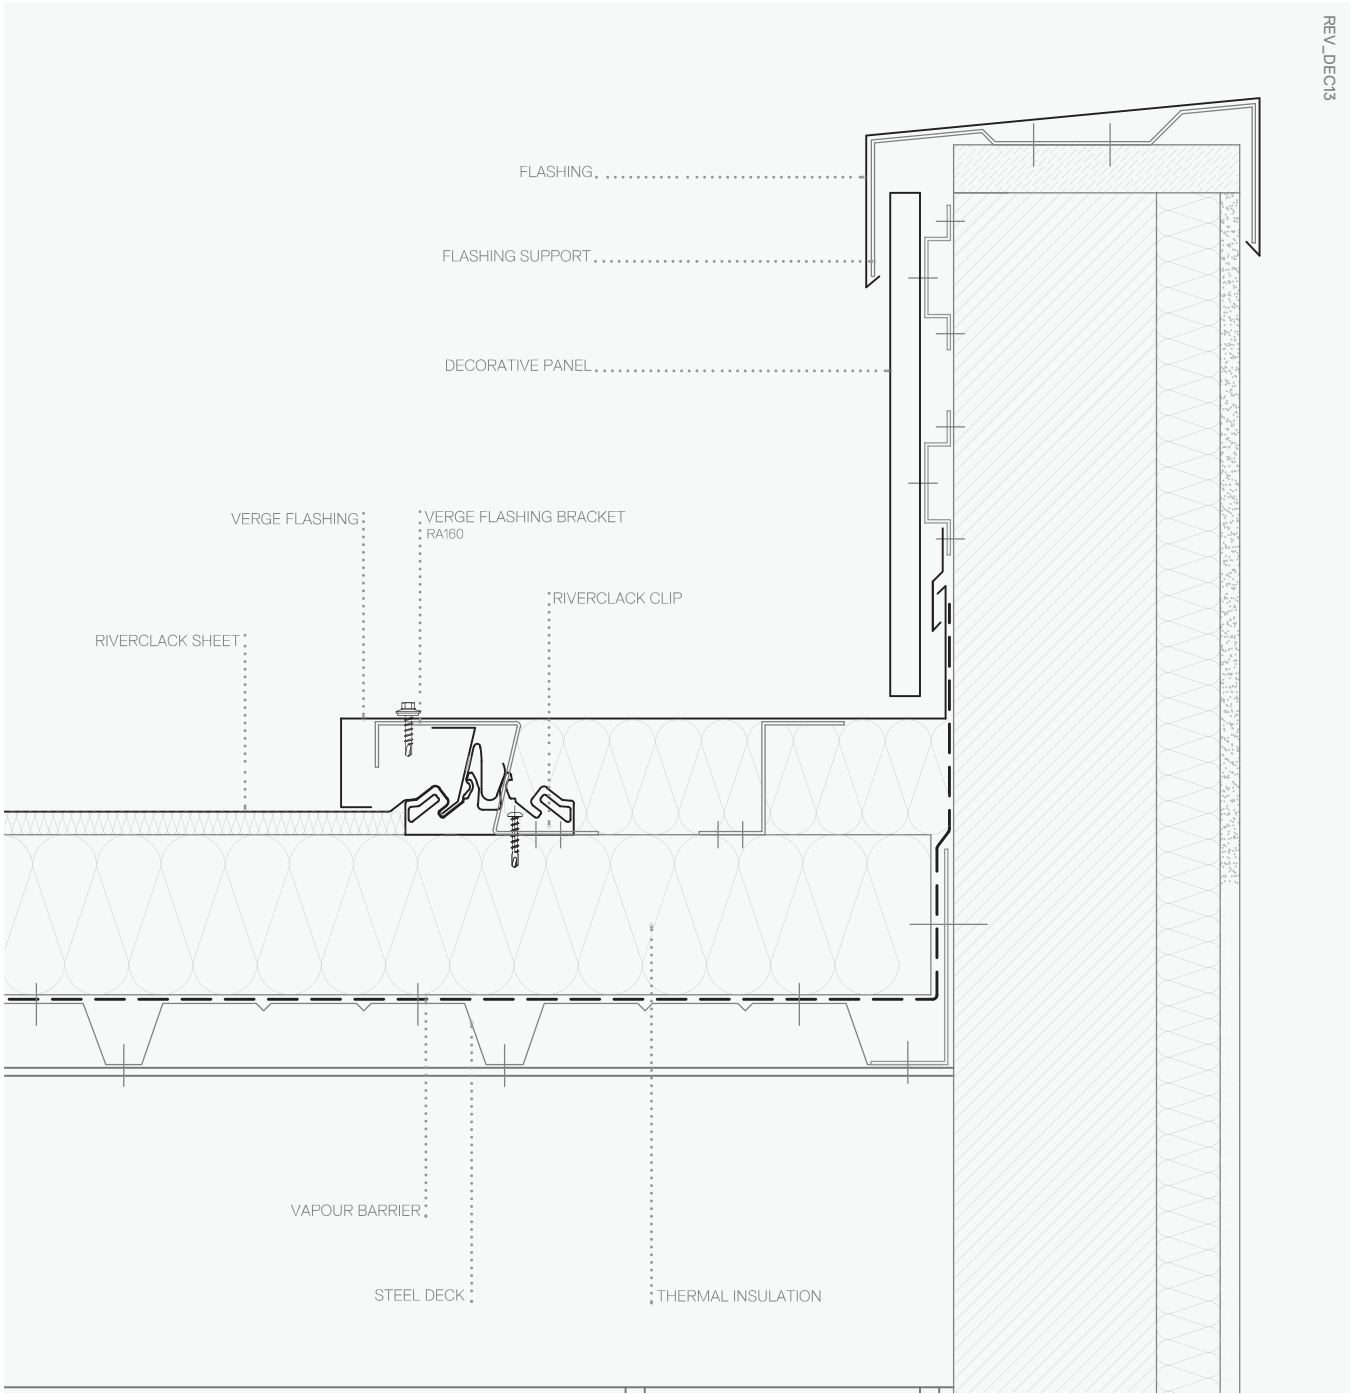 REV_DEC13
FLASHING
FLASHING SUPPORT
DECORATIVE PANEL
VERGE FLASHING
VERGE FLASHING BRACKET
RA160
RIVERCLACK CLIP
RIVERCLACK SHEET
VAPOUR BARRIER
STEEL DECK
THERMAL INSULATION